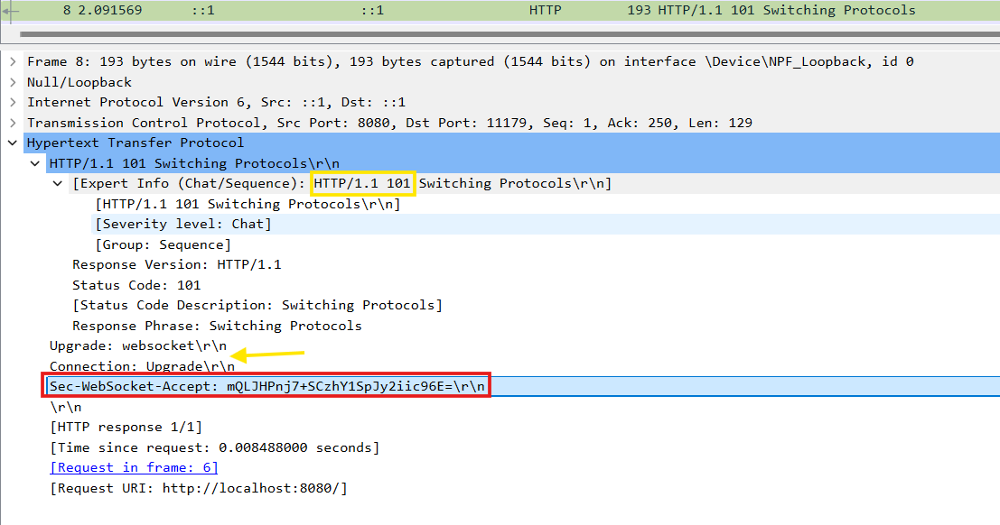 8 2.091569 ::1 ::1 HTTP 193 HTTP/1.1 101 Switching Protocols
Frame 8: 193 bytes on wire (1544 bits), 193 bytes captured (1544 bits) on interface \Device\NPF_Loopback, id 0
Null/Loopback
Internet Protocol Version 6, Src: ::1, Dst: ::1
Transmission Control Protocol, Src Port: 8080, Dst Port: 11179, Seq: 1, Ack: 250, Len: 129
Hypertext Transfer Protocol
HTTP/1.1 101 Switching Protocols\r\n
[Expert Info (Chat/Sequence): HTTP/1.1 101 Switching Protocols\r\n]
[HTTP/1.1 101 Switching Protocols\r\n]
[Severity level: Chat]
[Group: Sequence]
Response Version: HTTP/1.1
Status Code: 101
[Status Code Description: Switching Protocols]
Response Phrase: Switching Protocols
Upgrade: websocket\r\n
Connection: Upgrade\r\n
Sec-WebSocket-Accept: mQLJHPnj7+SCzhY1SpJy2iic96E=\r\n
\r\n
[HTTP response 1/1]
[Time since request: 0.008488000 seconds]
[Request in frame: 6]
[Request URI: http://localhost:8080/]